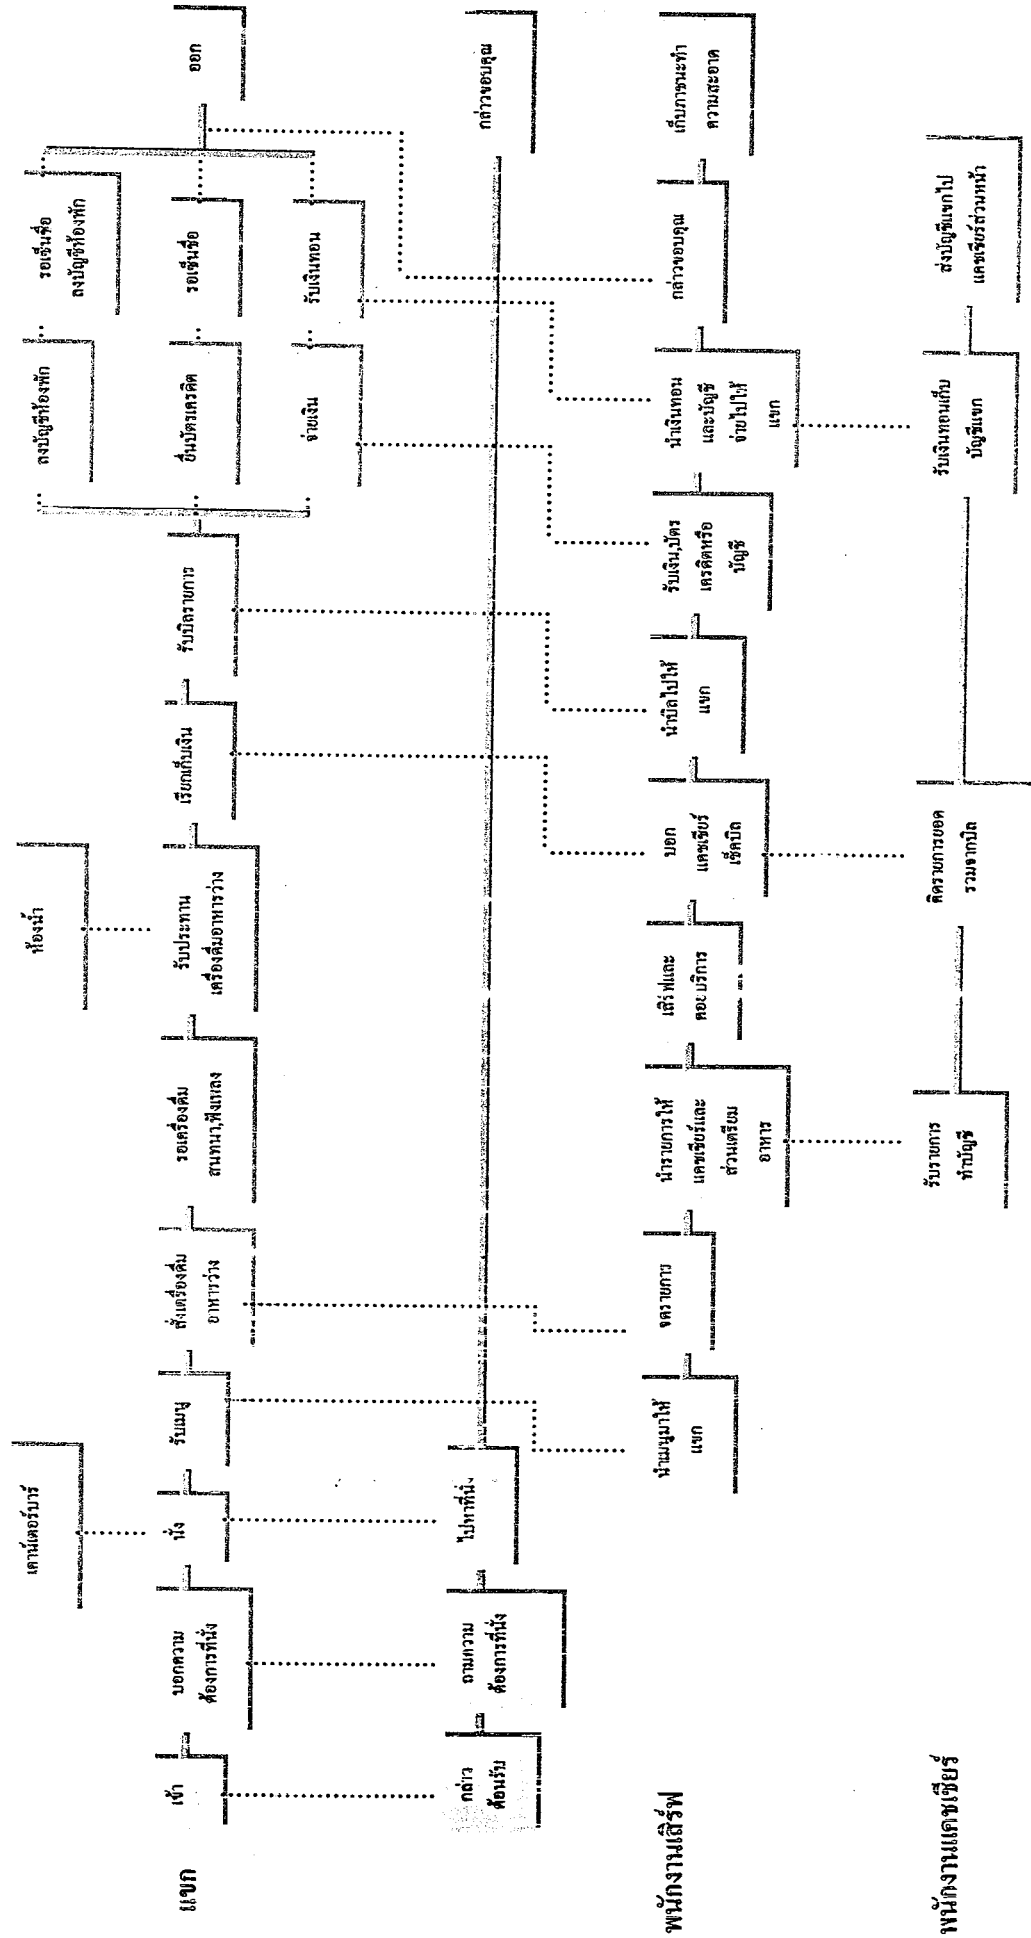 แขก
เข้า
บอกความ
ต้องการที่นั่ง
นั่ง
เคาน์เตอร์บาร์
รับเมนู
สั่งเครื่องดื่ม
อาหารว่าง
รอเครื่องดื่ม
สนทนา,ฟังเพลง
รับประทาน
เครื่องดื่มอาหารว่าง
ห้องน้ำ
เรียกเก็บเงิน
รับบิลรายการ
ลงบัญชีห้องพัก
ยื่นบัตรเครดิต
จ่ายเงิน
รอเซ็นชื่อ
ลงบัญชีห้องพัก
รอเซ็นชื่อ
รับเงินทอน
ออก
กล่าว
ต้อนรับ
ถามความ
ต้องการที่นั่ง
ไปหาที่นั่ง
กล่าวขอบคุณ
พนักงานเสิร์ฟ
นำเมนูมาให้
แขก
จดรายการ
นำรายการให้
แคชเชียร์และ
ส่วนเตรียม
อาหาร
เสิร์ฟและ
คอยบริการ
บอก
แคชเชียร์
เช็คบิล
นำบิลไปให้
แขก
รับเงิน,บัตร
เครดิตหรือ
บัญชี
นำเงินทอน
และบัญชี
จ่ายไปให้
แขก
กล่าวขอบคุณ
เก็บภาชนะทำ
ความสะอาด
พนักงานแคชเชียร์
รับรายการ
ทำบัญชี
คิดรายการยอด
รวมจากบิล
รับเงินทอนเก็บ
บัญชีแขก
ส่งบัญชีแขกไป
แคชเชียร์ส่วนหน้า